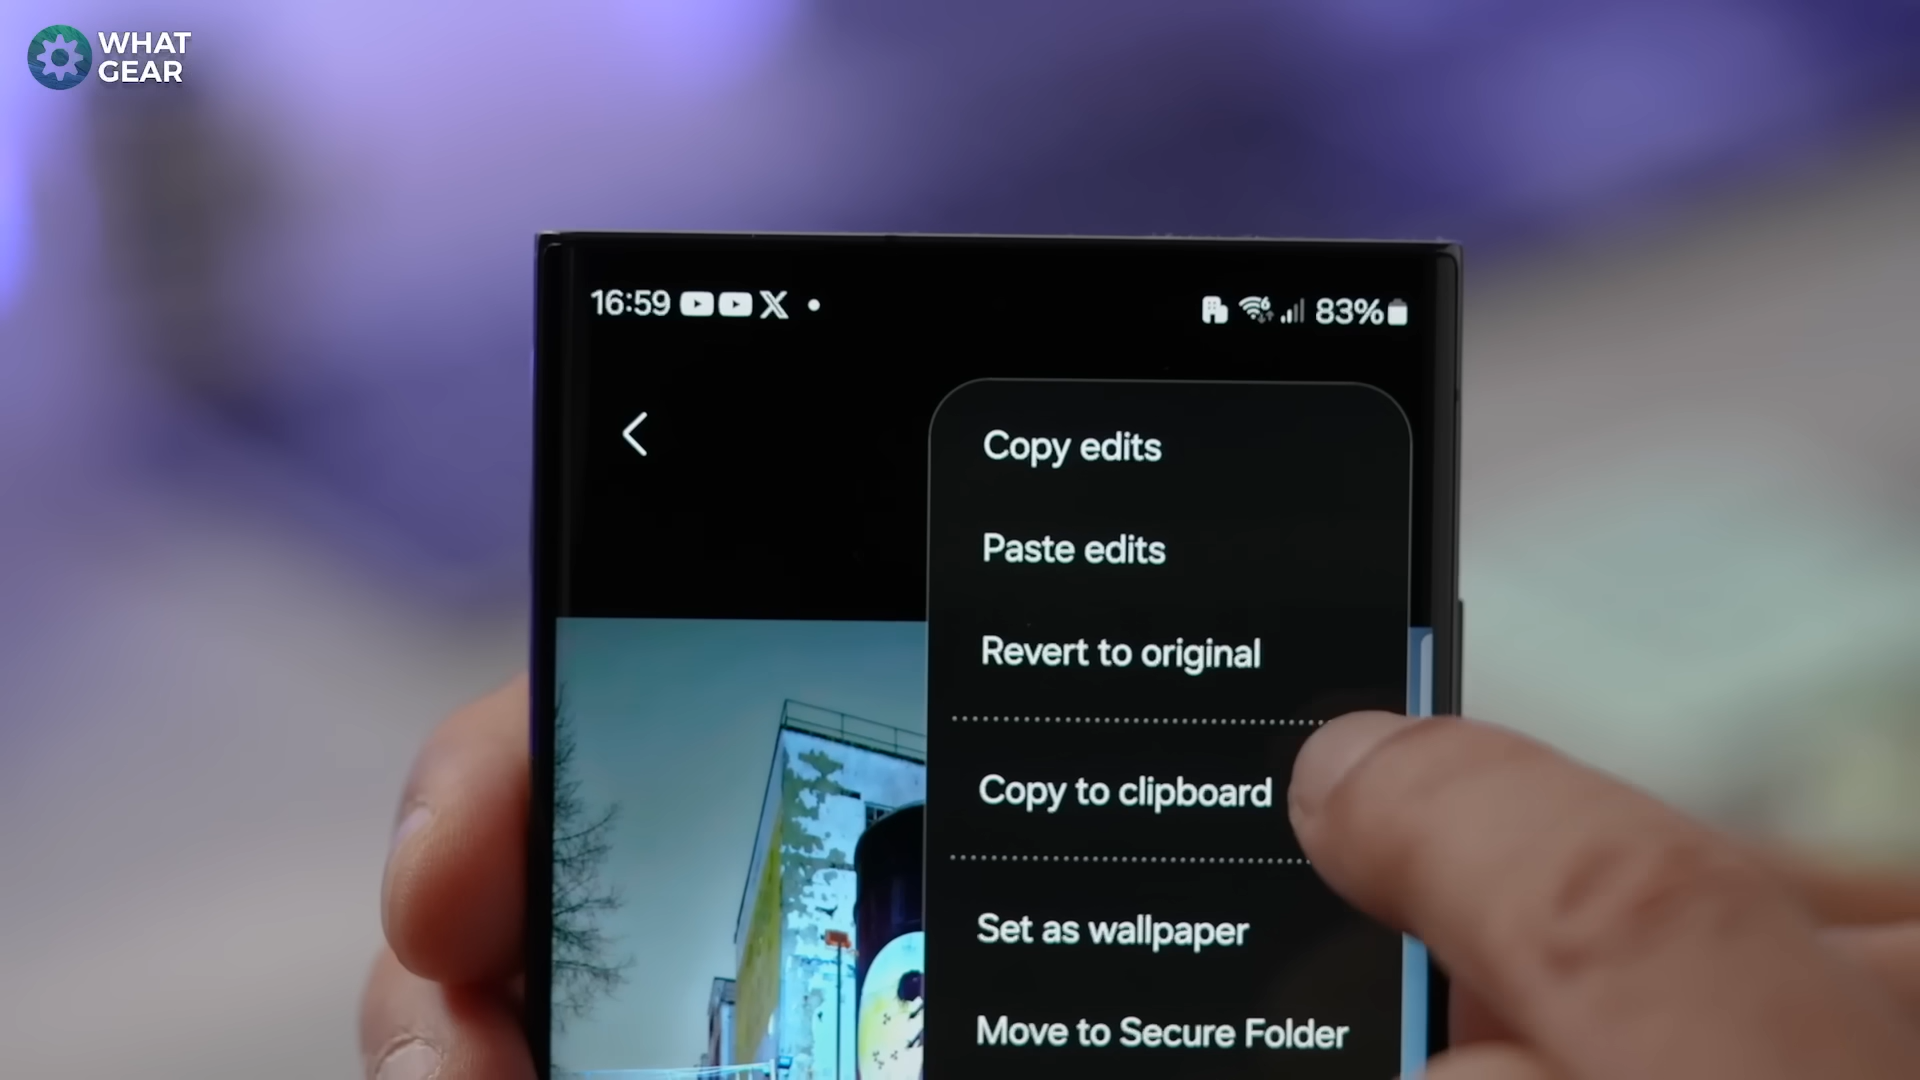 WHAT
GEAR
16:59
83%
Copy edits
Paste edits
Revert to original
Copy to clipboard
Set as wallpaper
Move to Secure Folder